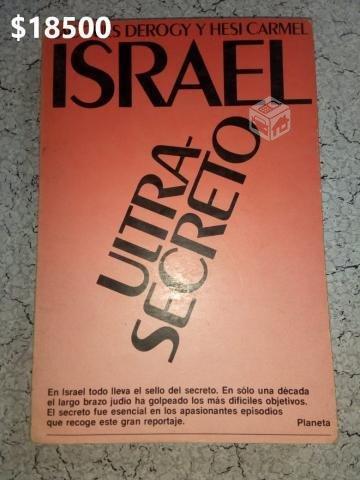 $18500
S DEROGY Y HESI CARMEL
ISRAEL
ULTRA-
SECRETO
En Israel todo lleva el sello del secreto. En sólo una década
el largo brazo judio ha golpeado los más difíciles objetivos.
El secreto fue esencial en los apasionantes episodios
que recoge este gran reportaje.
Planeta